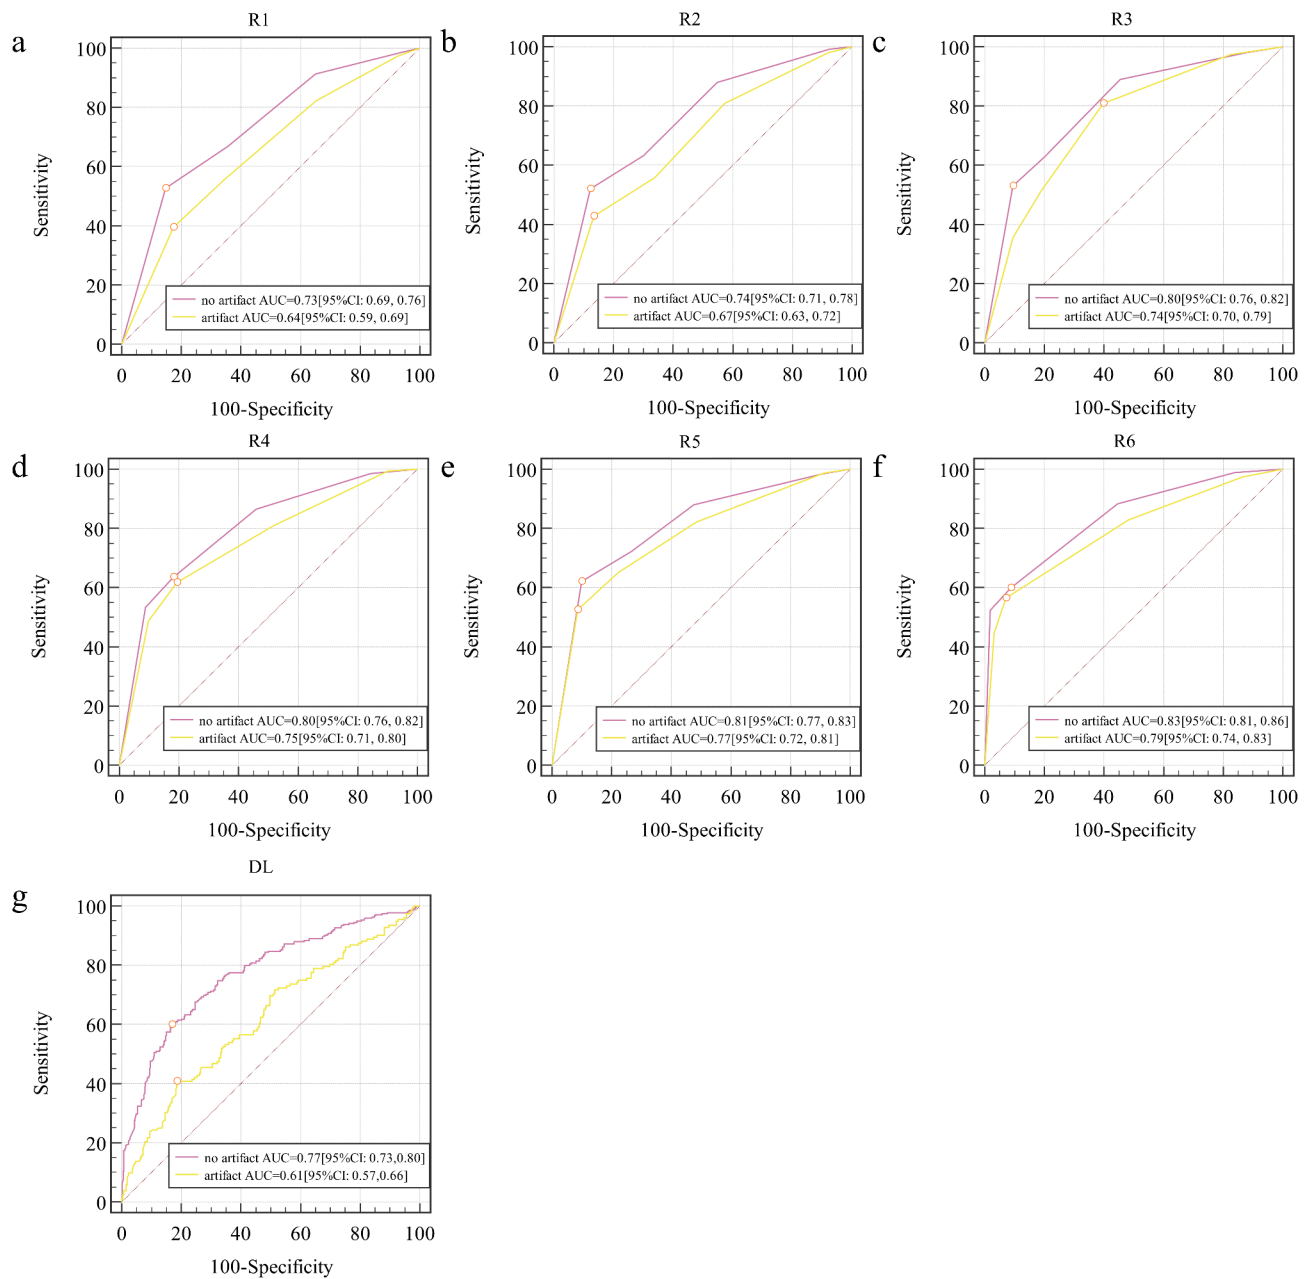 a
R1
100
80
60
40
20
0
Sensitivity
no artifact AUC=0.73[95%CI: 0.69, 0.76]
artifact AUC=0.64[95%CI: 0.59, 0.69]
0 20 40 60 80 100
100-Specificity
b
R2
100
80
60
40
20
0
Sensitivity
no artifact AUC=0.74[95%CI: 0.71, 0.78]
artifact AUC=0.67[95%CI: 0.63, 0.72]
0 20 40 60 80 100
100-Specificity
c
R3
100
80
60
40
20
0
Sensitivity
no artifact AUC=0.80[95%CI: 0.76, 0.82]
artifact AUC=0.74[95%CI: 0.70, 0.79]
0 20 40 60 80 100
100-Specificity
d
R4
100
80
60
40
20
0
Sensitivity
no artifact AUC=0.80[95%CI: 0.76, 0.82]
artifact AUC=0.75[95%CI: 0.71, 0.80]
0 20 40 60 80 100
100-Specificity
e
R5
100
80
60
40
20
0
Sensitivity
no artifact AUC=0.81[95%CI: 0.77, 0.83]
artifact AUC=0.77[95%CI: 0.72, 0.81]
0 20 40 60 80 100
100-Specificity
f
R6
100
80
60
40
20
0
Sensitivity
no artifact AUC=0.83[95%CI: 0.81, 0.86]
artifact AUC=0.79[95%CI: 0.74, 0.83]
0 20 40 60 80 100
100-Specificity
g
DL
100
80
60
40
20
0
Sensitivity
no artifact AUC=0.77[95%CI: 0.73,0.80]
artifact AUC=0.61[95%CI: 0.57,0.66]
0 20 40 60 80 100
100-Specificity